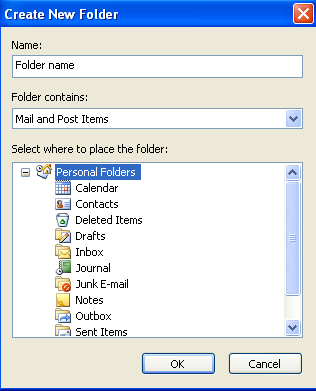 Create New Folder
Name:
Folder name
Folder contains:
Mail and Post Items
Select where to place the folder:
Personal Folders
Calendar
Contacts
Deleted Items
Drafts
Inbox
Journal
Junk E-mail
Notes
Outbox
Sent Items
OK
Cancel